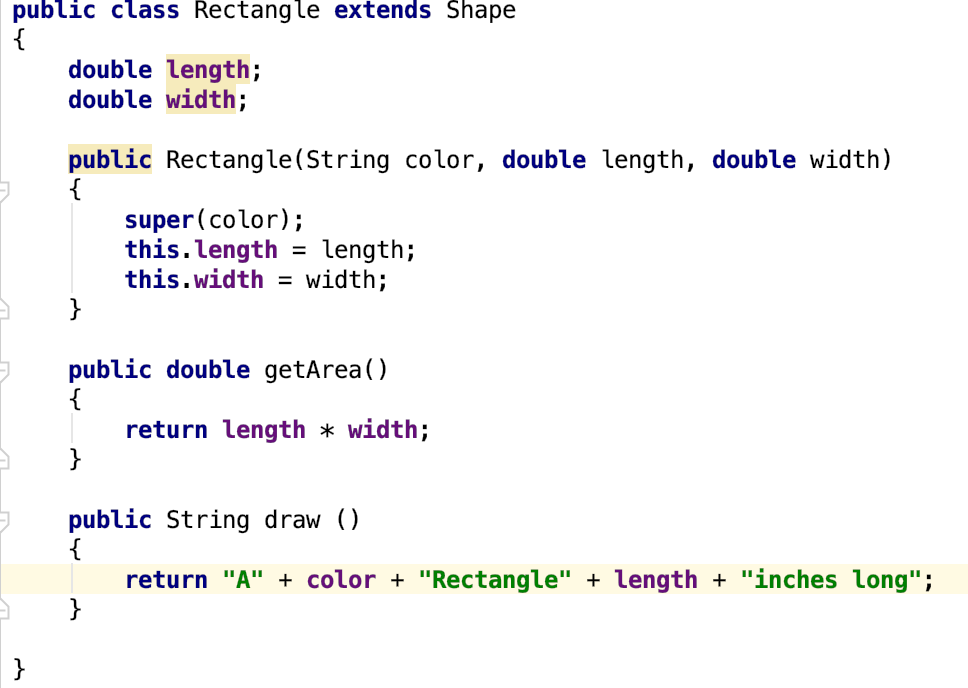 public class Rectangle extends Shape
{
    double length;
    double width;

    public Rectangle(String color, double length, double width)
    {
        super(color);
        this.length = length;
        this.width = width;
    }

    public double getArea()
    {
        return length * width;
    }

    public String draw ()
    {
        return "A" + color + "Rectangle" + length + "inches long";
    }

}